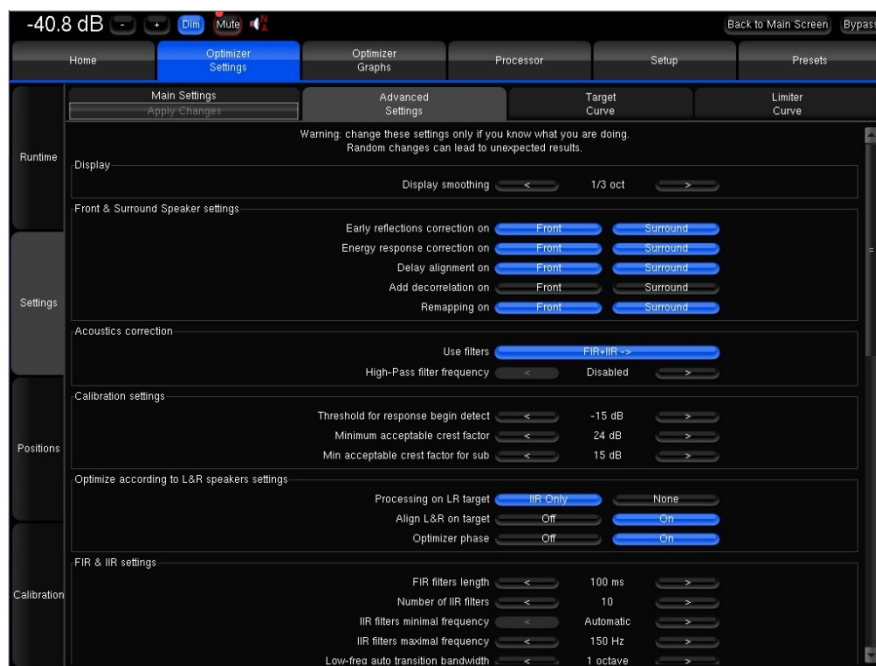 -40.8 dB - + Dim Mute N A Back to Main Screen Bypass
Home Optimizer Settings Optimizer Graphs Processor Setup Presets
Main Settings Advanced Settings Target Curve Limiter Curve
Apply Changes
Runtime
Settings
Positions
Calibration
Warning: change these settings only if you know what you are doing.
Random changes can lead to unexpected results.
Display
Display smoothing < 1/3 oct >
Front & Surround Speaker settings
Early reflections correction on Front Surround
Energy response correction on Front Surround
Delay alignment on Front Surround
Add decorrelation on Front Surround
Remapping on Front Surround
Acoustics correction
Use filters FIR+IIR ->
High-Pass filter frequency < Disabled >
Calibration settings
Threshold for response begin detect < -15 dB >
Minimum acceptable crest factor < 24 dB >
Min acceptable crest factor for sub < 15 dB >
Optimize according to L&R speakers settings
Processing on LR target IIR Only None
Align L&R on target Off On
Optimizer phase Off On
FIR & IIR settings
FIR filters length < 100 ms >
Number of IIR filters < 10 >
IIR filters minimal frequency < Automatic >
IIR filters maximal frequency < 150 Hz >
Low-freq auto transition bandwidth < 1 octave >